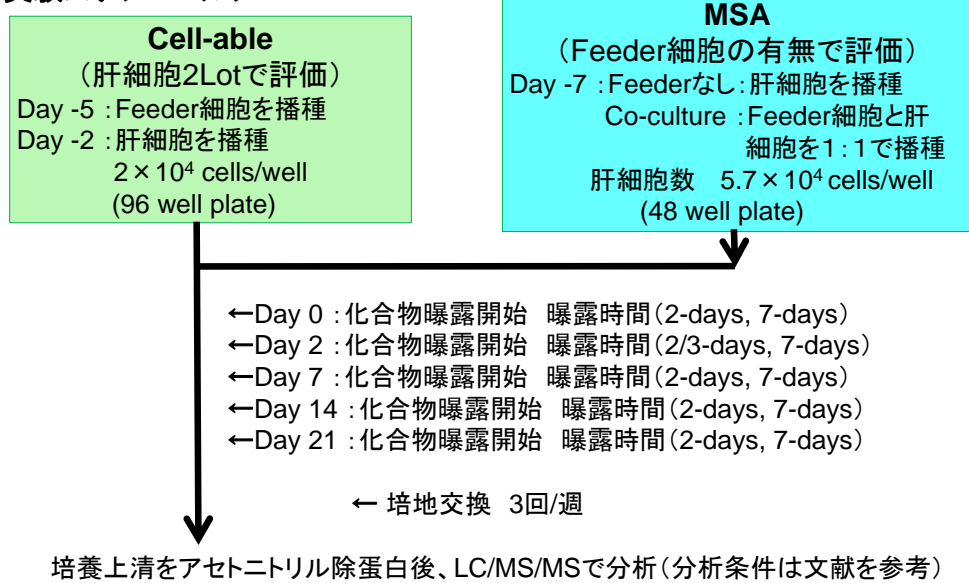 Cell-able
（肝細胞2Lotで評価）
Day -5 ：Feeder細胞を播種
Day -2 ：肝細胞を播種
2×10⁴ cells/well
(96 well plate)
MSA
（Feeder細胞の有無で評価）
Day -7 ：Feederなし：肝細胞を播種
Co-culture ：Feeder細胞と肝
細胞を1：1で播種
肝細胞数　5.7×10⁴ cells/well
(48 well plate)
←Day 0 ：化合物曝露開始　曝露時間（2-days, 7-days）
←Day 2 ：化合物曝露開始　曝露時間（2/3-days, 7-days）
←Day 7 ：化合物曝露開始　曝露時間（2-days, 7-days）
←Day 14 ：化合物曝露開始　曝露時間（2-days, 7-days）
←Day 21 ：化合物曝露開始　曝露時間（2-days, 7-days）
← 培地交換　3回/週
培養上清をアセトニトリル除蛋白後、LC/MS/MSで分析（分析条件は文献を参考）